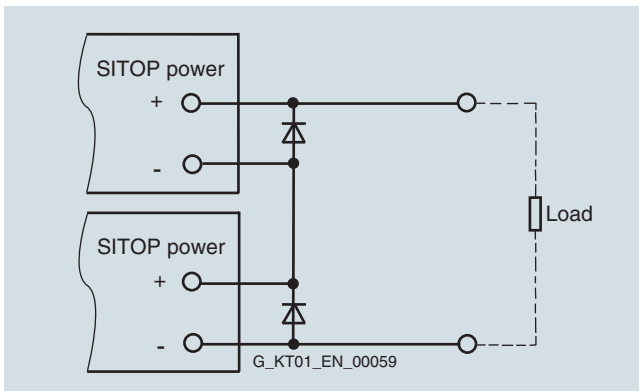 SITOP power
+
-
Load
SITOP power
+
-
G_KT01_EN_00059